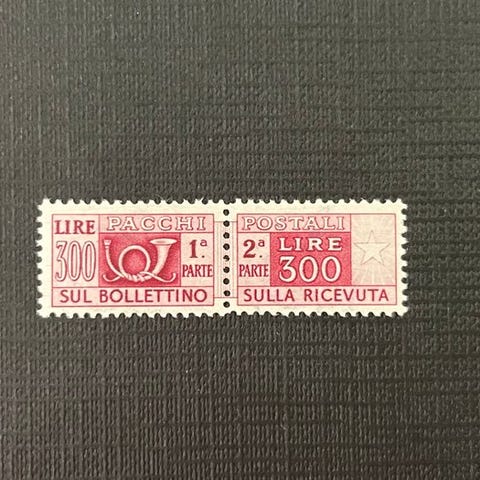 LIRE PACCHI
300 1ª PARTE
SUL BOLLETTINO
POSTALI
2ª PARTE LIRE 300
SULLA RICEVUTA